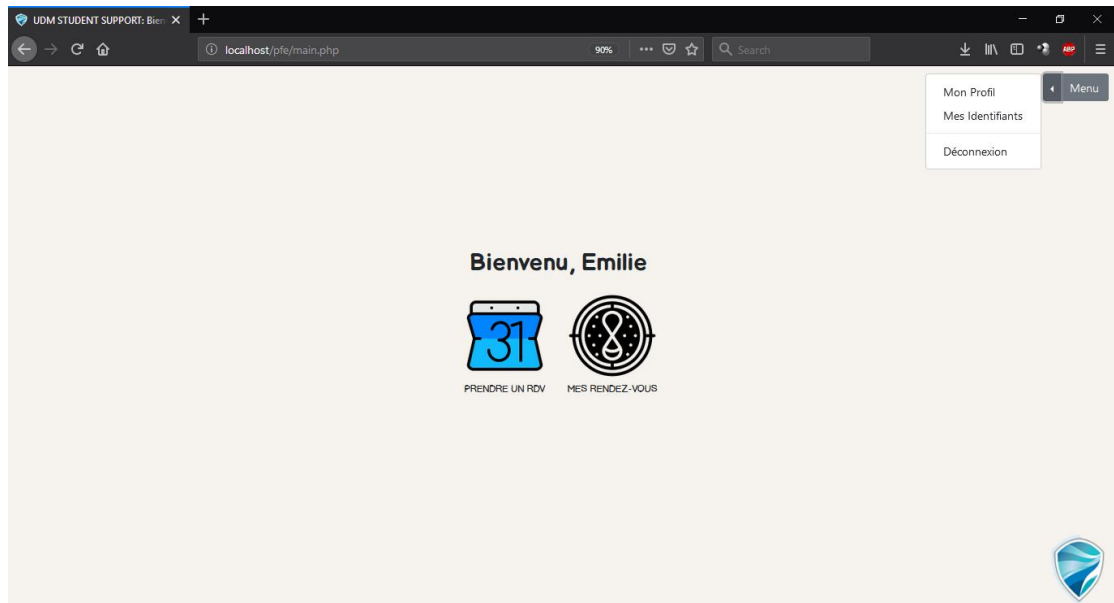 UDM STUDENT SUPPORT: Bien
localhost/pfe/main.php
90%
Search
ABP
Mon Profil
Mes Identifiants
Déconnexion
Menu
Bienvenu, Emilie
31
PRENDRE UN RDV
MES RENDEZ-VOUS